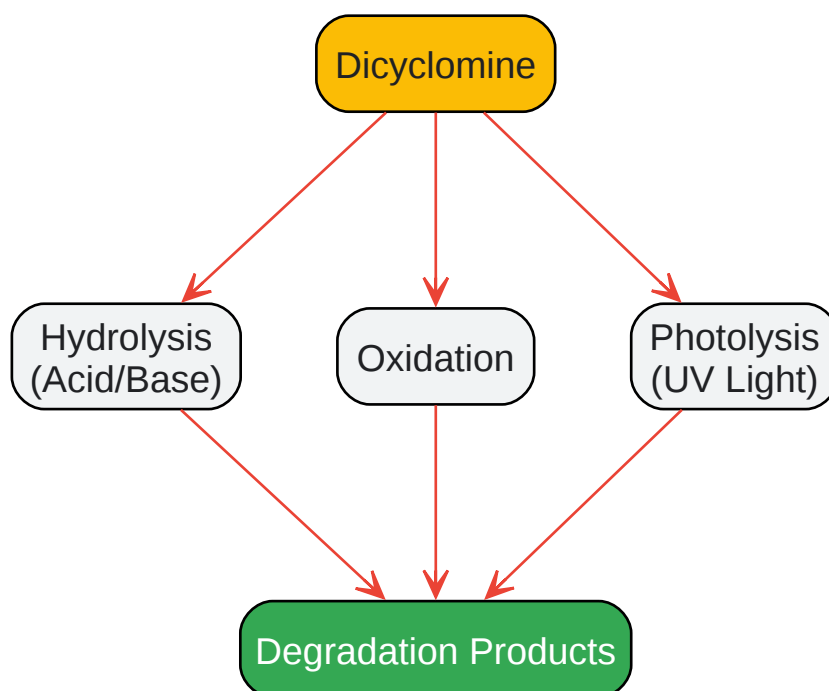 Dicyclomine
Hydrolysis
(Acid/Base)
Oxidation
Photolysis
(UV Light)
Degradation Products